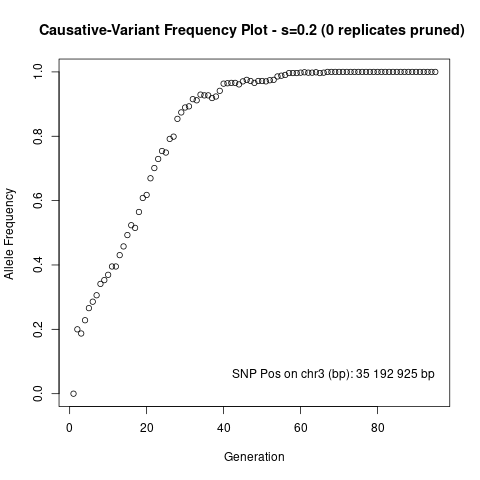 Causative-Variant Frequency Plot - s=0.2 (0 replicates pruned)
1.0
0.8
0.6
0.4
0.2
0.0
Allele Frequency
SNP Pos on chr3 (bp): 35 192 925 bp
0 20 40 60 80
Generation